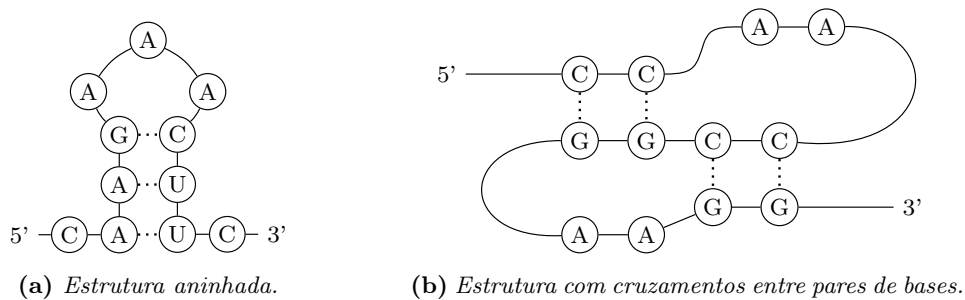 A
A A
G C
A U
5' C A U C 3'
A A
5' C C
G G C C
A A G G 3'
(a) Estrutura aninhada.
(b) Estrutura com cruzamentos entre pares de bases.